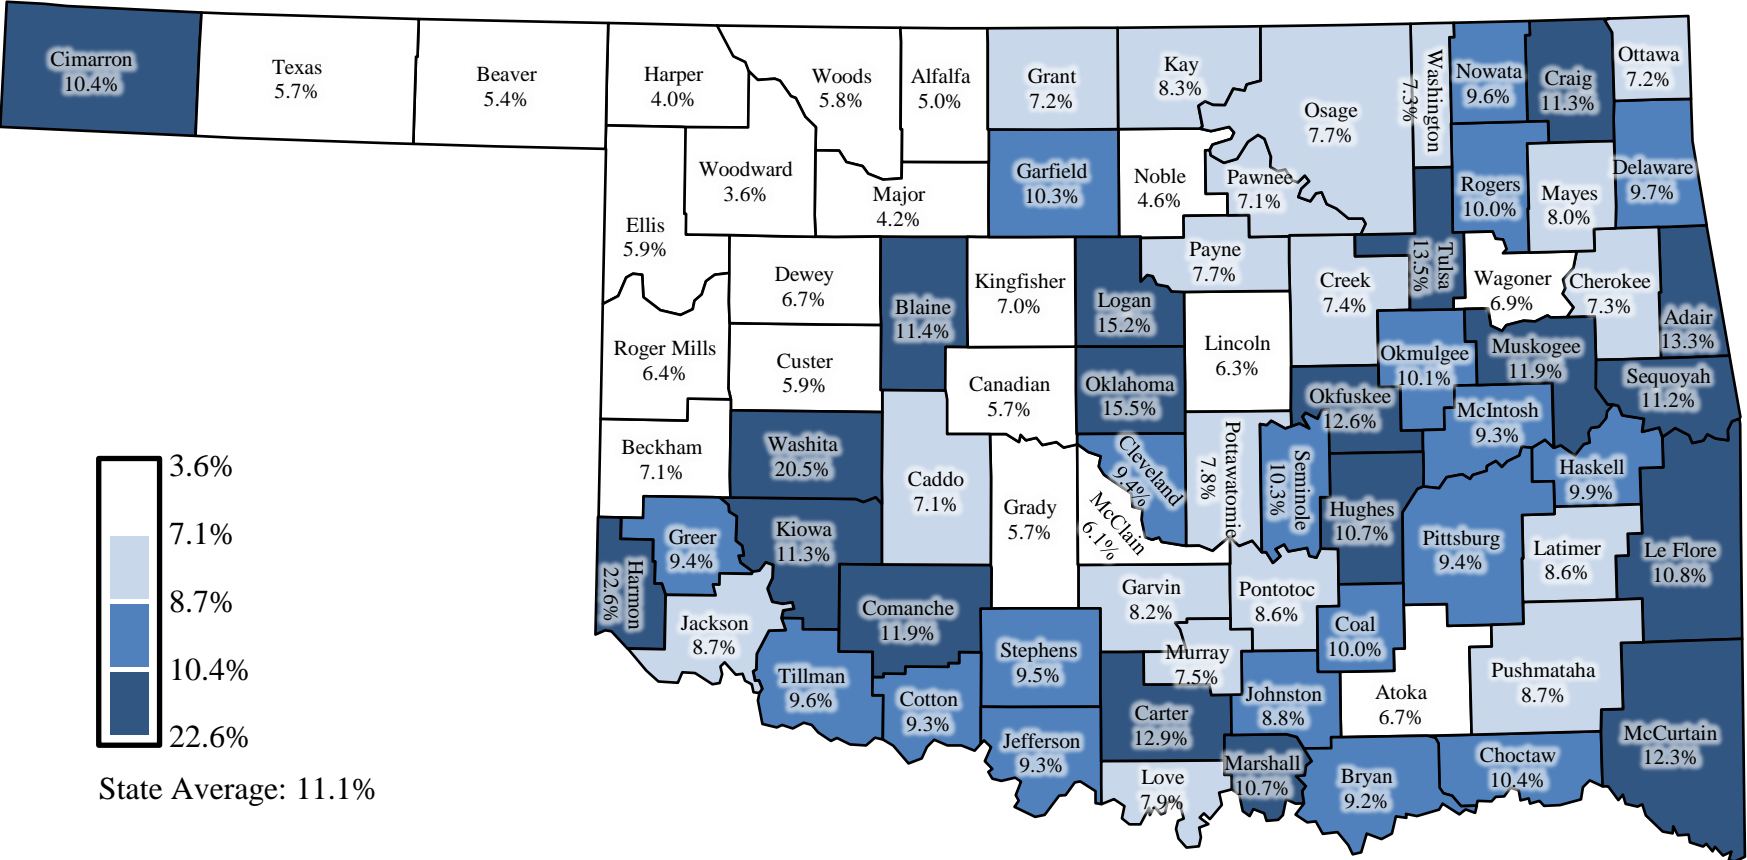 Cimarron
10.4%
Texas
5.7%
Beaver
5.4%
Harper
4.0%
Woods
5.8%
Alfalfa
5.0%
Grant
7.2%
Kay
8.3%
Osage
7.7%
Washington
7.3%
Nowata
9.6%
Craig
11.3%
Ottawa
7.2%
Woodward
3.6%
Major
4.2%
Garfield
10.3%
Noble
4.6%
Pawnee
7.1%
Rogers
10.0%
Mayes
8.0%
Delaware
9.7%
Ellis
5.9%
Dewey
6.7%
Blaine
11.4%
Kingfisher
7.0%
Logan
15.2%
Payne
7.7%
Creek
7.4%
Tulsa
13.5%
Wagoner
6.9%
Cherokee
7.3%
Adair
13.3%
Roger Mills
6.4%
Custer
5.9%
Canadian
5.7%
Oklahoma
15.5%
Lincoln
6.3%
Okmulgee
10.1%
Muskogee
11.9%
Sequoyah
11.2%
Okfuskee
12.6%
McIntosh
9.3%
Beckham
7.1%
Washita
20.5%
Caddo
7.1%
Grady
5.7%
Cleveland
9.4%
McClain
6.1%
Pottawatomie
7.8%
Seminole
10.3%
Hughes
10.7%
Haskell
9.9%
Pittsburg
9.4%
Latimer
8.6%
Le Flore
10.8%
Harmon
22.6%
Greer
9.4%
Kiowa
11.3%
Jackson
8.7%
Comanche
11.9%
Garvin
8.2%
Pontotoc
8.6%
Coal
10.0%
Tillman
9.6%
Cotton
9.3%
Stephens
9.5%
Murray
7.5%
Johnston
8.8%
Atoka
6.7%
Pushmataha
8.7%
McCurtain
12.3%
Jefferson
9.3%
Carter
12.9%
Love
7.9%
Marshall
10.7%
Bryan
9.2%
Choctaw
10.4%
3.6%
7.1%
8.7%
10.4%
22.6%
State Average: 11.1%